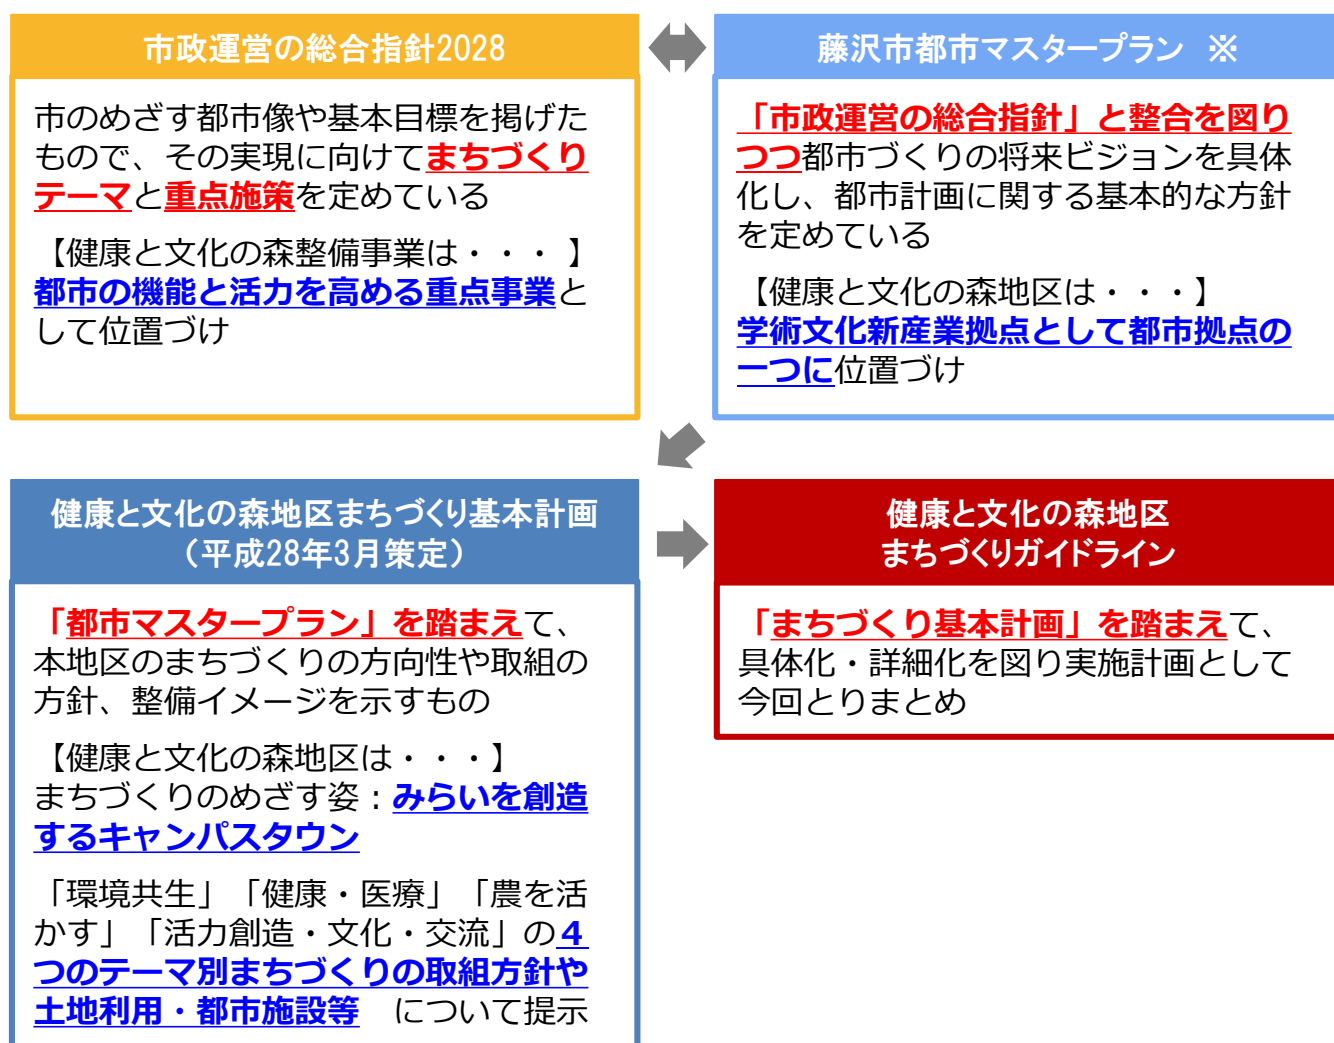 市政運営の総合指針2028
市のめざす都市像や基本目標を掲げた
もので、その実現に向けてまちづくり
テーマと重点施策を定めている
【健康と文化の森整備事業は・・・ 】
都市の機能と活力を高める重点事業と
して位置づけ
藤沢市都市マスタープラン ※
「市政運営の総合指針」と整合を図り
つつ都市づくりの将来ビジョンを具体
化し、都市計画に関する基本的な方針
を定めている
【健康と文化の森地区は・・・】
学術文化新産業拠点として都市拠点の
一つに位置づけ
健康と文化の森地区まちづくり基本計画
（平成28年3月策定）
「都市マスタープラン」を踏まえて、
本地区のまちづくりの方向性や取組の
方針、整備イメージを示すもの
【健康と文化の森地区は・・・】
まちづくりのめざす姿：みらいを創造
するキャンパスタウン
「環境共生」「健康・医療」「農を活
かす」「活力創造・文化・交流」の４
つのテーマ別まちづくりの取組方針や
土地利用・都市施設等　について提示
健康と文化の森地区
まちづくりガイドライン
「まちづくり基本計画」を踏まえて、
具体化・詳細化を図り実施計画として
今回とりまとめ